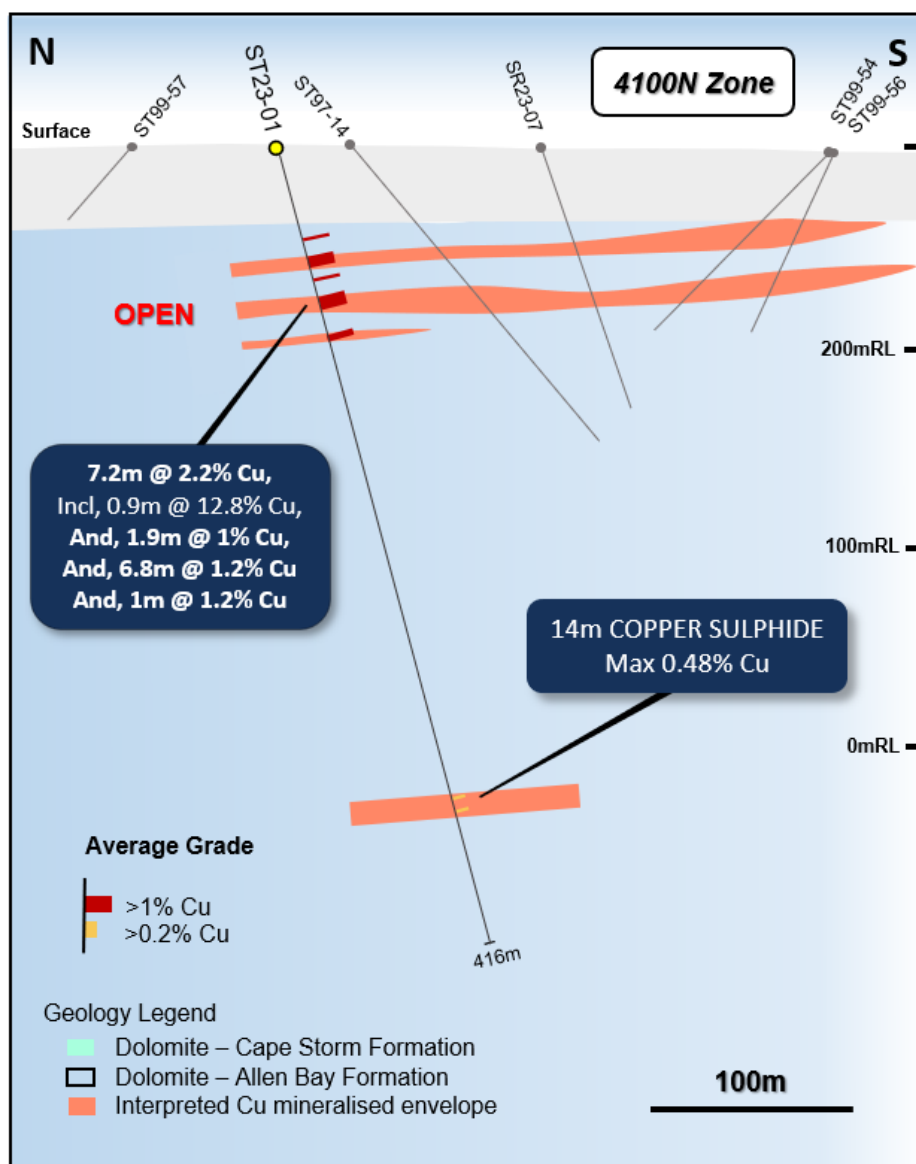 N
S
4100N Zone
ST99-57
ST23-01
ST97-14
SR23-07
ST99-54
ST99-56
Surface
OPEN
200mRL
7.2m @ 2.2% Cu,
Incl, 0.9m @ 12.8% Cu,
And, 1.9m @ 1% Cu,
And, 6.8m @ 1.2% Cu
And, 1m @ 1.2% Cu
100mRL
14m COPPER SULPHIDE
Max 0.48% Cu
0mRL
Average Grade
>1% Cu
>0.2% Cu
416m
Geology Legend
Dolomite – Cape Storm Formation
Dolomite – Allen Bay Formation
Interpreted Cu mineralised envelope
100m